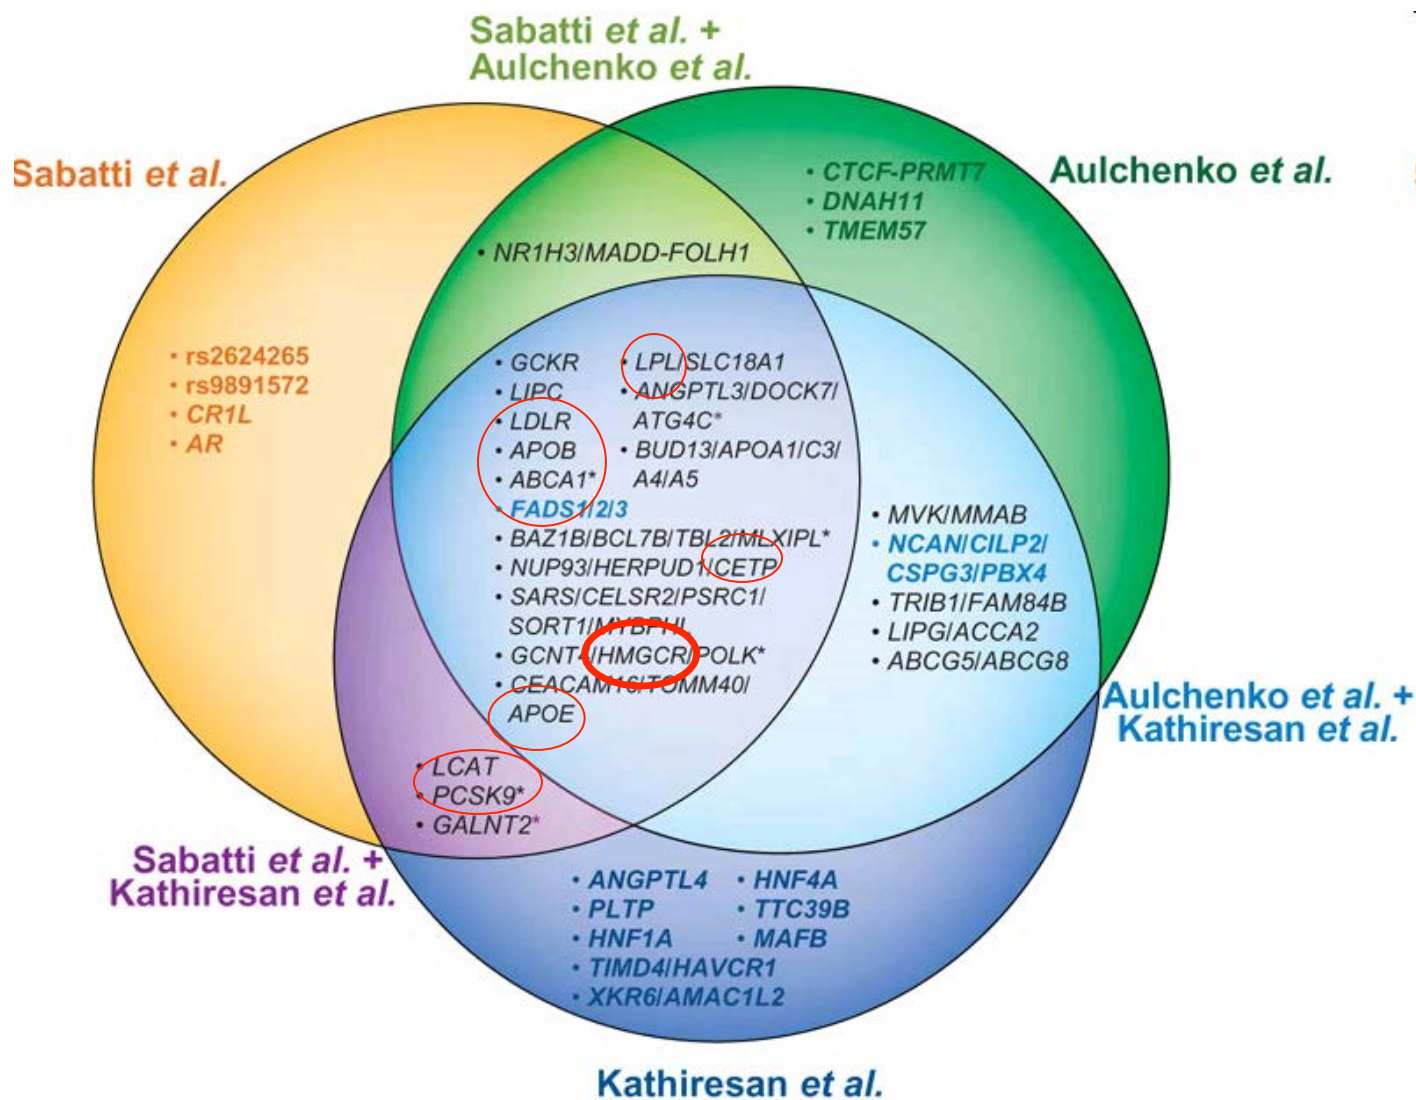 Sabatti et al. +
Aulchenko et al.
Sabatti et al.
Aulchenko et al.
• CTCF-PRMT7
• DNAH11
• TMEM57
• NR1H3/MADD-FOLH1
• rs2624265
• rs9891572
• CR1L
• AR
• GCKR
• LIPC
• LDLR
• APOB
• ABCA1*
• LPL/SLC18A1
• ANGPTL3/DOCK7/
ATG4C*
• BUD13/APOA1/C3/
A4/A5
• FADS1/2/3
• BAZ1B/BCL7B/TBL2/MLXIPL*
• NUP93/HERPUD1/CETP
• SARS/CELSR2/PSRC1/
SORT1/MYBPHL
• GCNT4/HMGCR/POLK*
• CEACAM16/TOMM40/
APOE
• MVK/MMAB
• NCAN/CILP2/
CSPG3/PBX4
• TRIB1/FAM84B
• LIPG/ACCA2
• ABCG5/ABCG8
Aulchenko et al. +
Kathiresan et al.
• LCAT
• PCSK9*
• GALNT2*
Sabatti et al. +
Kathiresan et al.
• ANGPTL4
• PLTP
• HNF1A
• HNF4A
• TTC39B
• MAFB
• TIMD4/HAVCR1
• XKR6/AMAC1L2
Kathiresan et al.